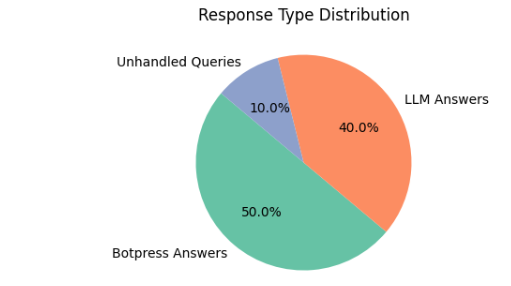 Response Type Distribution
Unhandled Queries
LLM Answers
10.0%
40.0%
50.0%
Botpress Answers